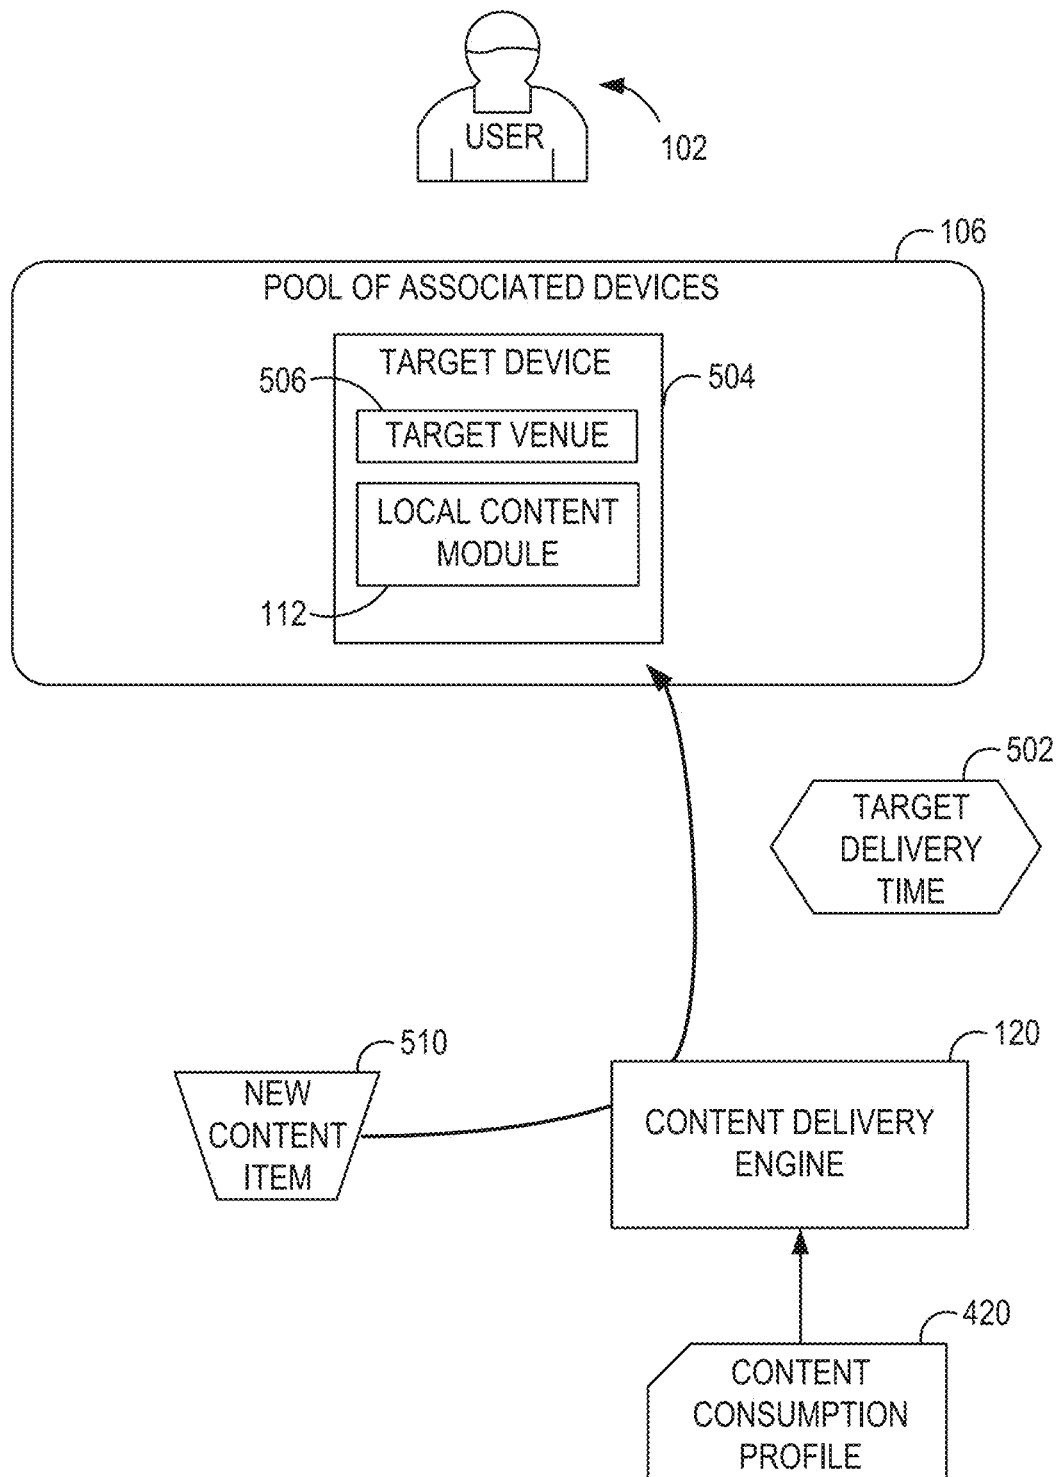 USER
102
106
POOL OF ASSOCIATED DEVICES
TARGET DEVICE
506
504
TARGET VENUE
LOCAL CONTENT
MODULE
112
502
TARGET
DELIVERY
TIME
510
NEW
CONTENT
ITEM
120
CONTENT DELIVERY
ENGINE
420
CONTENT
CONSUMPTION
PROFILE